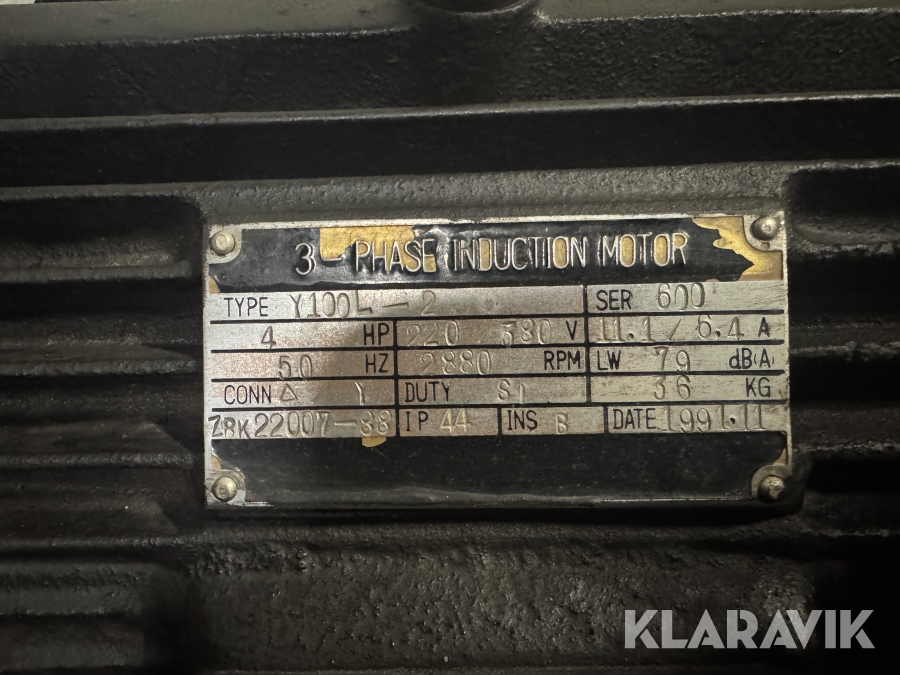 3 - PHASE INDUCTION MOTOR
TYPE Y100L-2 SER 600
4 HP 220 380 V 11.1/6.4 A
50 HZ 2880 RPM LW 79 dB(A)
CONN △ Y DUTY S1 36 KG
ZBK22007-88 IP 44 INS B DATE 1991.11
KLARAVIK